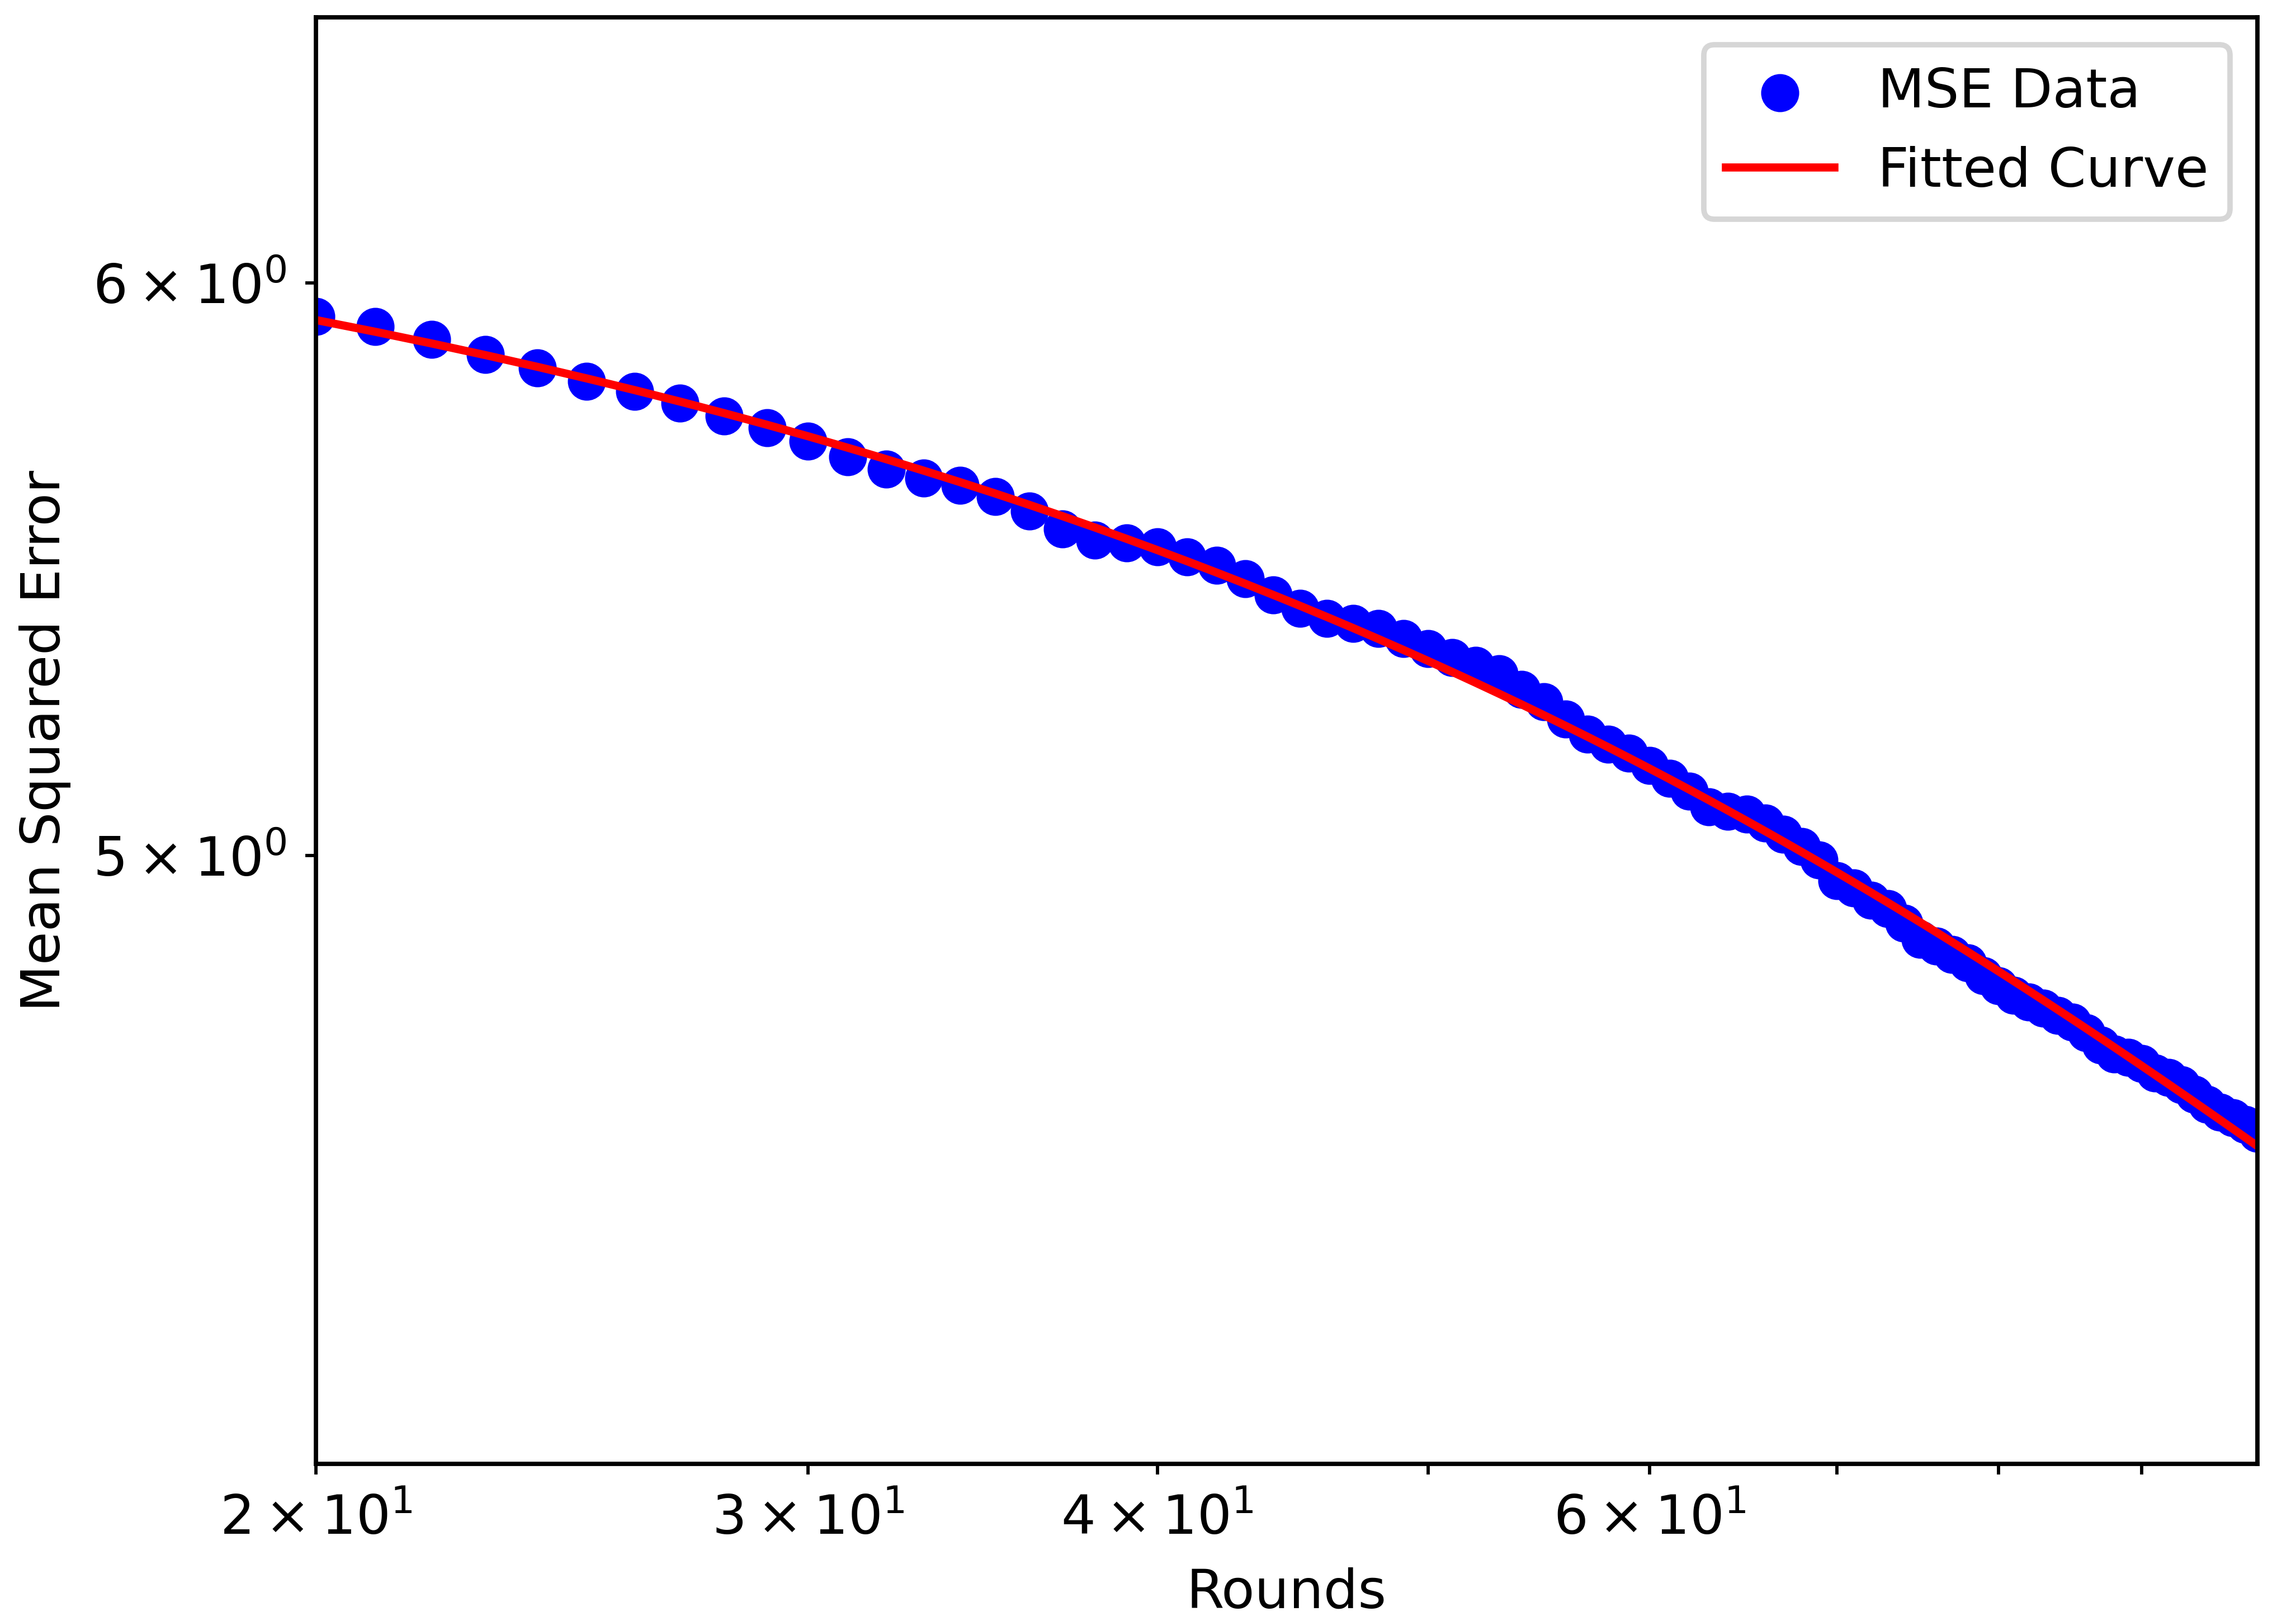 MSE Data
Fitted Curve
6 × 10⁰
5 × 10⁰
Mean Squared Error
2 × 10¹
3 × 10¹
4 × 10¹
6 × 10¹
Rounds